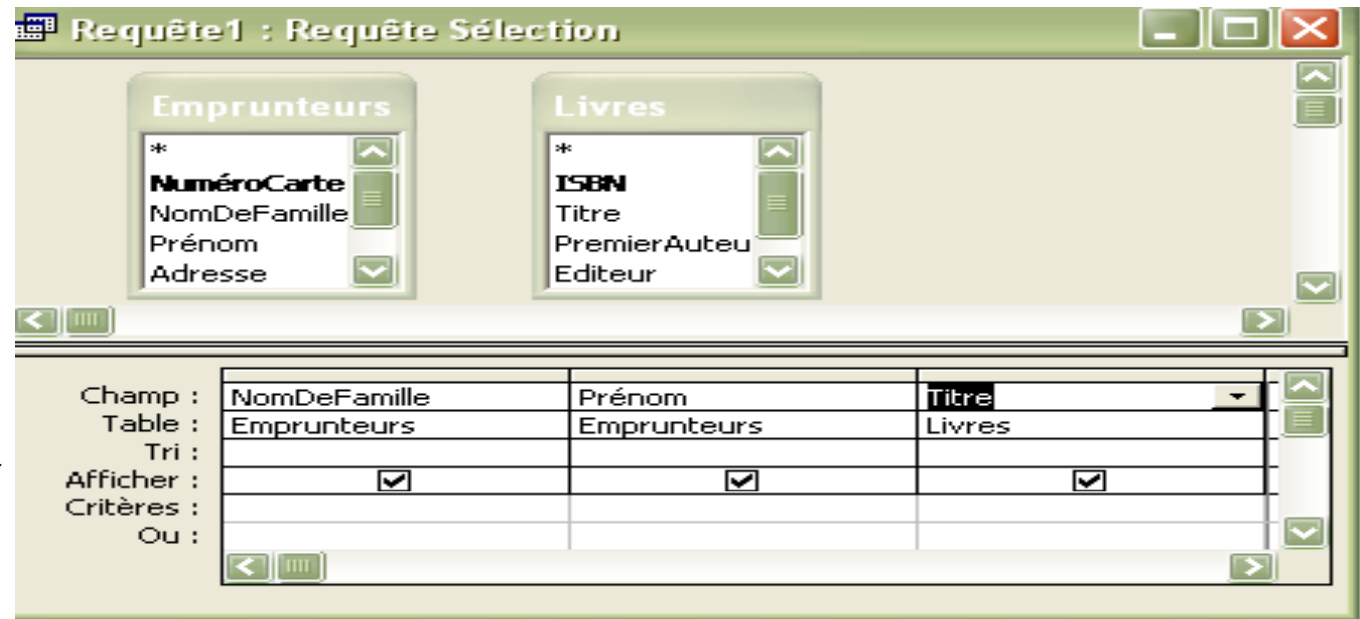 Requête1 : Requête Sélection
Emprunteurs
*
NuméroCarte
NomDeFamille
Prénom
Adresse
Livres
*
ISBN
Titre
PremierAuteu
Editeur
Champ : NomDeFamille Prénom Titre
Table : Emprunteurs Emprunteurs Livres
Tri :
Afficher :
Critères :
Ou :